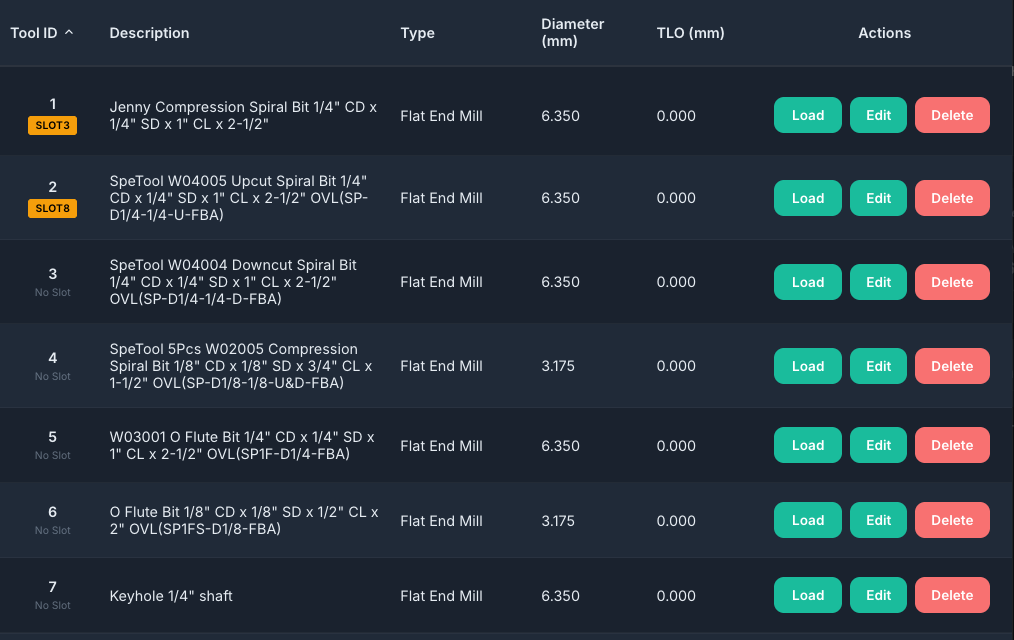 Tool ID ^ Description Type Diameter (mm) TLO (mm) Actions
1
SLOT3
Jenny Compression Spiral Bit 1/4" CD x
1/4" SD x 1" CL x 2-1/2"
Flat End Mill 6.350 0.000 Load Edit Delete
2
SLOT8
SpeTool W04005 Upcut Spiral Bit 1/4"
CD x 1/4" SD x 1" CL x 2-1/2" OVL(SP-
D1/4-1/4-U-FBA)
Flat End Mill 6.350 0.000 Load Edit Delete
3
No Slot
SpeTool W04004 Downcut Spiral Bit
1/4" CD x 1/4" SD x 1" CL x 2-1/2"
OVL(SP-D1/4-1/4-D-FBA)
Flat End Mill 6.350 0.000 Load Edit Delete
4
No Slot
SpeTool 5Pcs W02005 Compression
Spiral Bit 1/8" CD x 1/8" SD x 3/4" CL x
1-1/2" OVL(SP-D1/8-1/8-U&D-FBA)
Flat End Mill 3.175 0.000 Load Edit Delete
5
No Slot
W03001 O Flute Bit 1/4" CD x 1/4" SD x
1" CL x 2-1/2" OVL(SP1F-D1/4-FBA)
Flat End Mill 6.350 0.000 Load Edit Delete
6
No Slot
O Flute Bit 1/8" CD x 1/8" SD x 1/2" CL x
2" OVL(SP1FS-D1/8-FBA)
Flat End Mill 3.175 0.000 Load Edit Delete
7
No Slot
Keyhole 1/4" shaft
Flat End Mill 6.350 0.000 Load Edit Delete